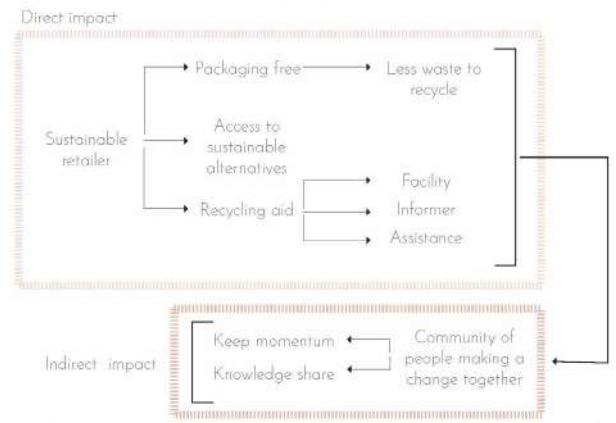 Direct impact
Packaging free
Less waste to
recycle
Sustainable
retailer
Access to
sustainable
alternatives
Recycling aid
Facility
Informer
Assistance
Indirect impact
Keep momentum
Knowledge share
Community of
people making a
change together